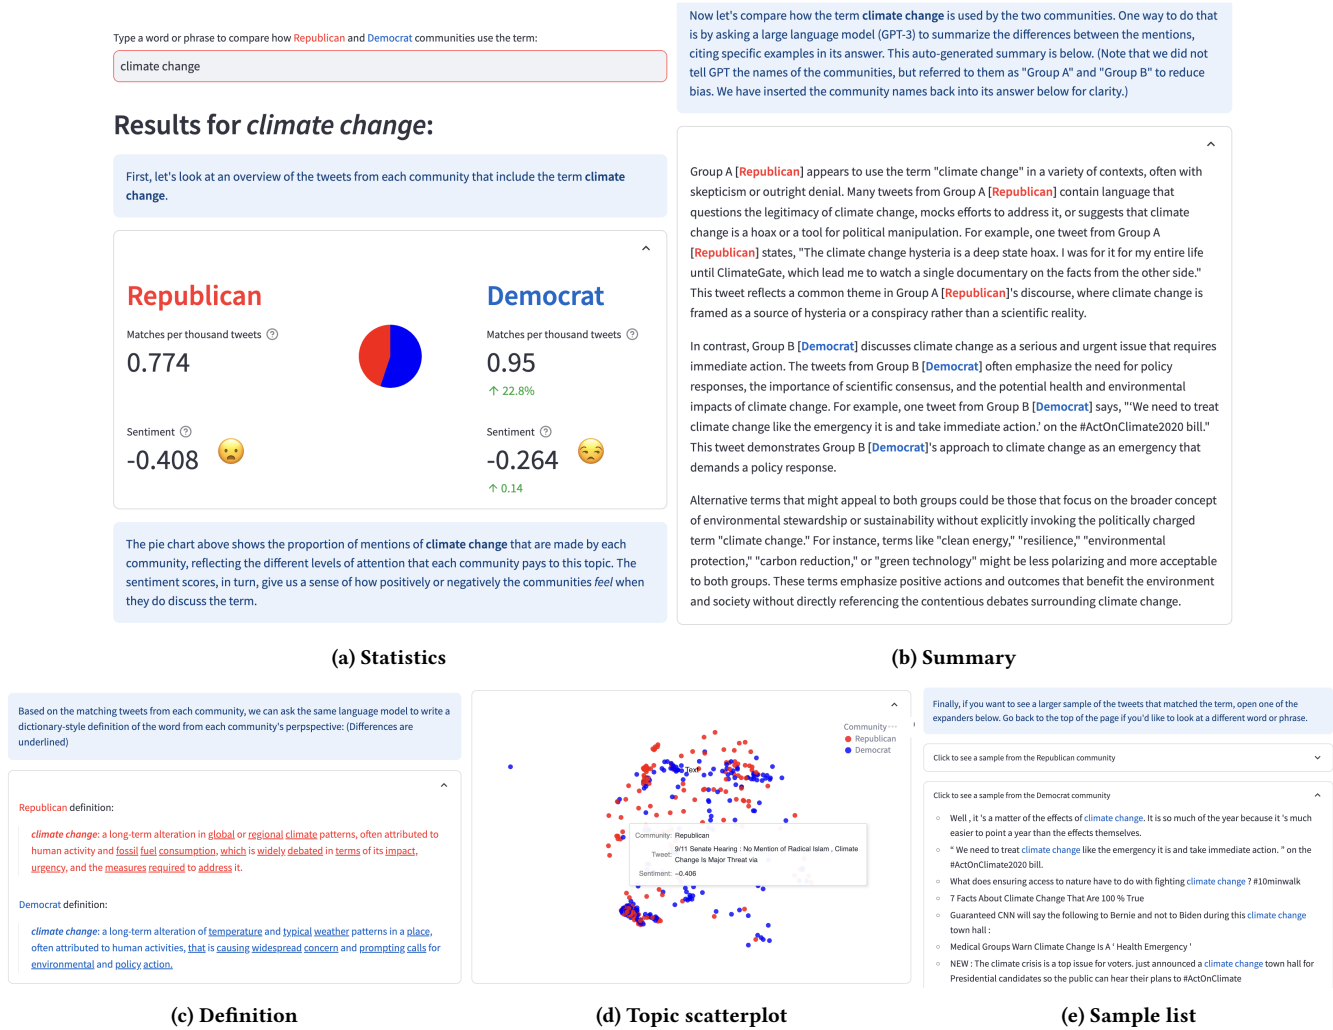 Type a word or phrase to compare how Republican and Democrat communities use the term:
climate change
Results for climate change:
First, let's look at an overview of the tweets from each community that include the term climate
change.
Republican
Matches per thousand tweets
0.774
Sentiment
-0.408
Democrat
Matches per thousand tweets
0.95
↑ 22.8%
Sentiment
-0.264
↑ 0.14
The pie chart above shows the proportion of mentions of climate change that are made by each
community, reflecting the different levels of attention that each community pays to this topic. The
sentiment scores, in turn, give us a sense of how positively or negatively the communities feel when
they do discuss the term.
(a) Statistics
Now let's compare how the term climate change is used by the two communities. One way to do that
is by asking a large language model (GPT-3) to summarize the differences between the mentions,
citing specific examples in its answer. This auto-generated summary is below. (Note that we did not
tell GPT the names of the communities, but referred to them as "Group A" and "Group B" to reduce
bias. We have inserted the community names back into its answer below for clarity.)
Group A [Republican] appears to use the term "climate change" in a variety of contexts, often with
skepticism or outright denial. Many tweets from Group A [Republican] contain language that
questions the legitimacy of climate change, mocks efforts to address it, or suggests that climate
change is a hoax or a tool for political manipulation. For example, one tweet from Group A
[Republican] states, "The climate change hysteria is a deep state hoax. I was for it for my entire life
until ClimateGate, which lead me to watch a single documentary on the facts from the other side."
This tweet reflects a common theme in Group A [Republican]'s discourse, where climate change is
framed as a source of hysteria or a conspiracy rather than a scientific reality.
In contrast, Group B [Democrat] discusses climate change as a serious and urgent issue that requires
immediate action. The tweets from Group B [Democrat] often emphasize the need for policy
responses, the importance of scientific consensus, and the potential health and environmental
impacts of climate change. For example, one tweet from Group B [Democrat] says, "‘We need to treat
climate change like the emergency it is and take immediate action.’ on the #ActOnClimate2020 bill."
This tweet demonstrates Group B [Democrat]'s approach to climate change as an emergency that
demands a policy response.
Alternative terms that might appeal to both groups could be those that focus on the broader concept
of environmental stewardship or sustainability without explicitly invoking the politically charged
term "climate change." For instance, terms like "clean energy," "resilience," "environmental
protection," "carbon reduction," or "green technology" might be less polarizing and more acceptable
to both groups. These terms emphasize positive actions and outcomes that benefit the environment
and society without directly referencing the contentious debates surrounding climate change.
(b) Summary
Based on the matching tweets from each community, we can ask the same language model to write a
dictionary-style definition of the word from each community's perspective: (Differences are
underlined)
Republican definition:
climate change: a long-term alteration in global or regional climate patterns, often attributed to
human activity and fossil fuel consumption, which is widely debated in terms of its impact,
urgency, and the measures required to address it.
Democrat definition:
climate change: a long-term alteration of temperature and typical weather patterns in a place,
often attributed to human activities, that is causing widespread concern and prompting calls for
environmental and policy action.
(c) Definition
Community
Republican
Democrat
Text
Community: Republican
Tweet: 9/11 Senate Hearing : No Mention of Radical Islam , Climate
Change Is Major Threat via
Sentiment: −0.406
(d) Topic scatterplot
Finally, if you want to see a larger sample of the tweets that matched the term, open one of the
expanders below. Go back to the top of the page if you'd like to look at a different word or phrase.
Click to see a sample from the Republican community
Click to see a sample from the Democrat community
Well , it 's a matter of the effects of climate change. It is so much of the year because it 's much
easier to point a year than the effects themselves.
“ We need to treat climate change like the emergency it is and take immediate action. ” on the
#ActOnClimate2020 bill.
What does ensuring access to nature have to do with fighting climate change ? #10minwalk
7 Facts About Climate Change That Are 100 % True
Guaranteed CNN will say the following to Bernie and not to Biden during this climate change
town hall :
Medical Groups Warn Climate Change Is A ' Health Emergency '
NEW : The climate crisis is a top issue for voters. just announced a climate change town hall for
Presidential candidates so the public can hear their plans to #ActOnClimate
(e) Sample list